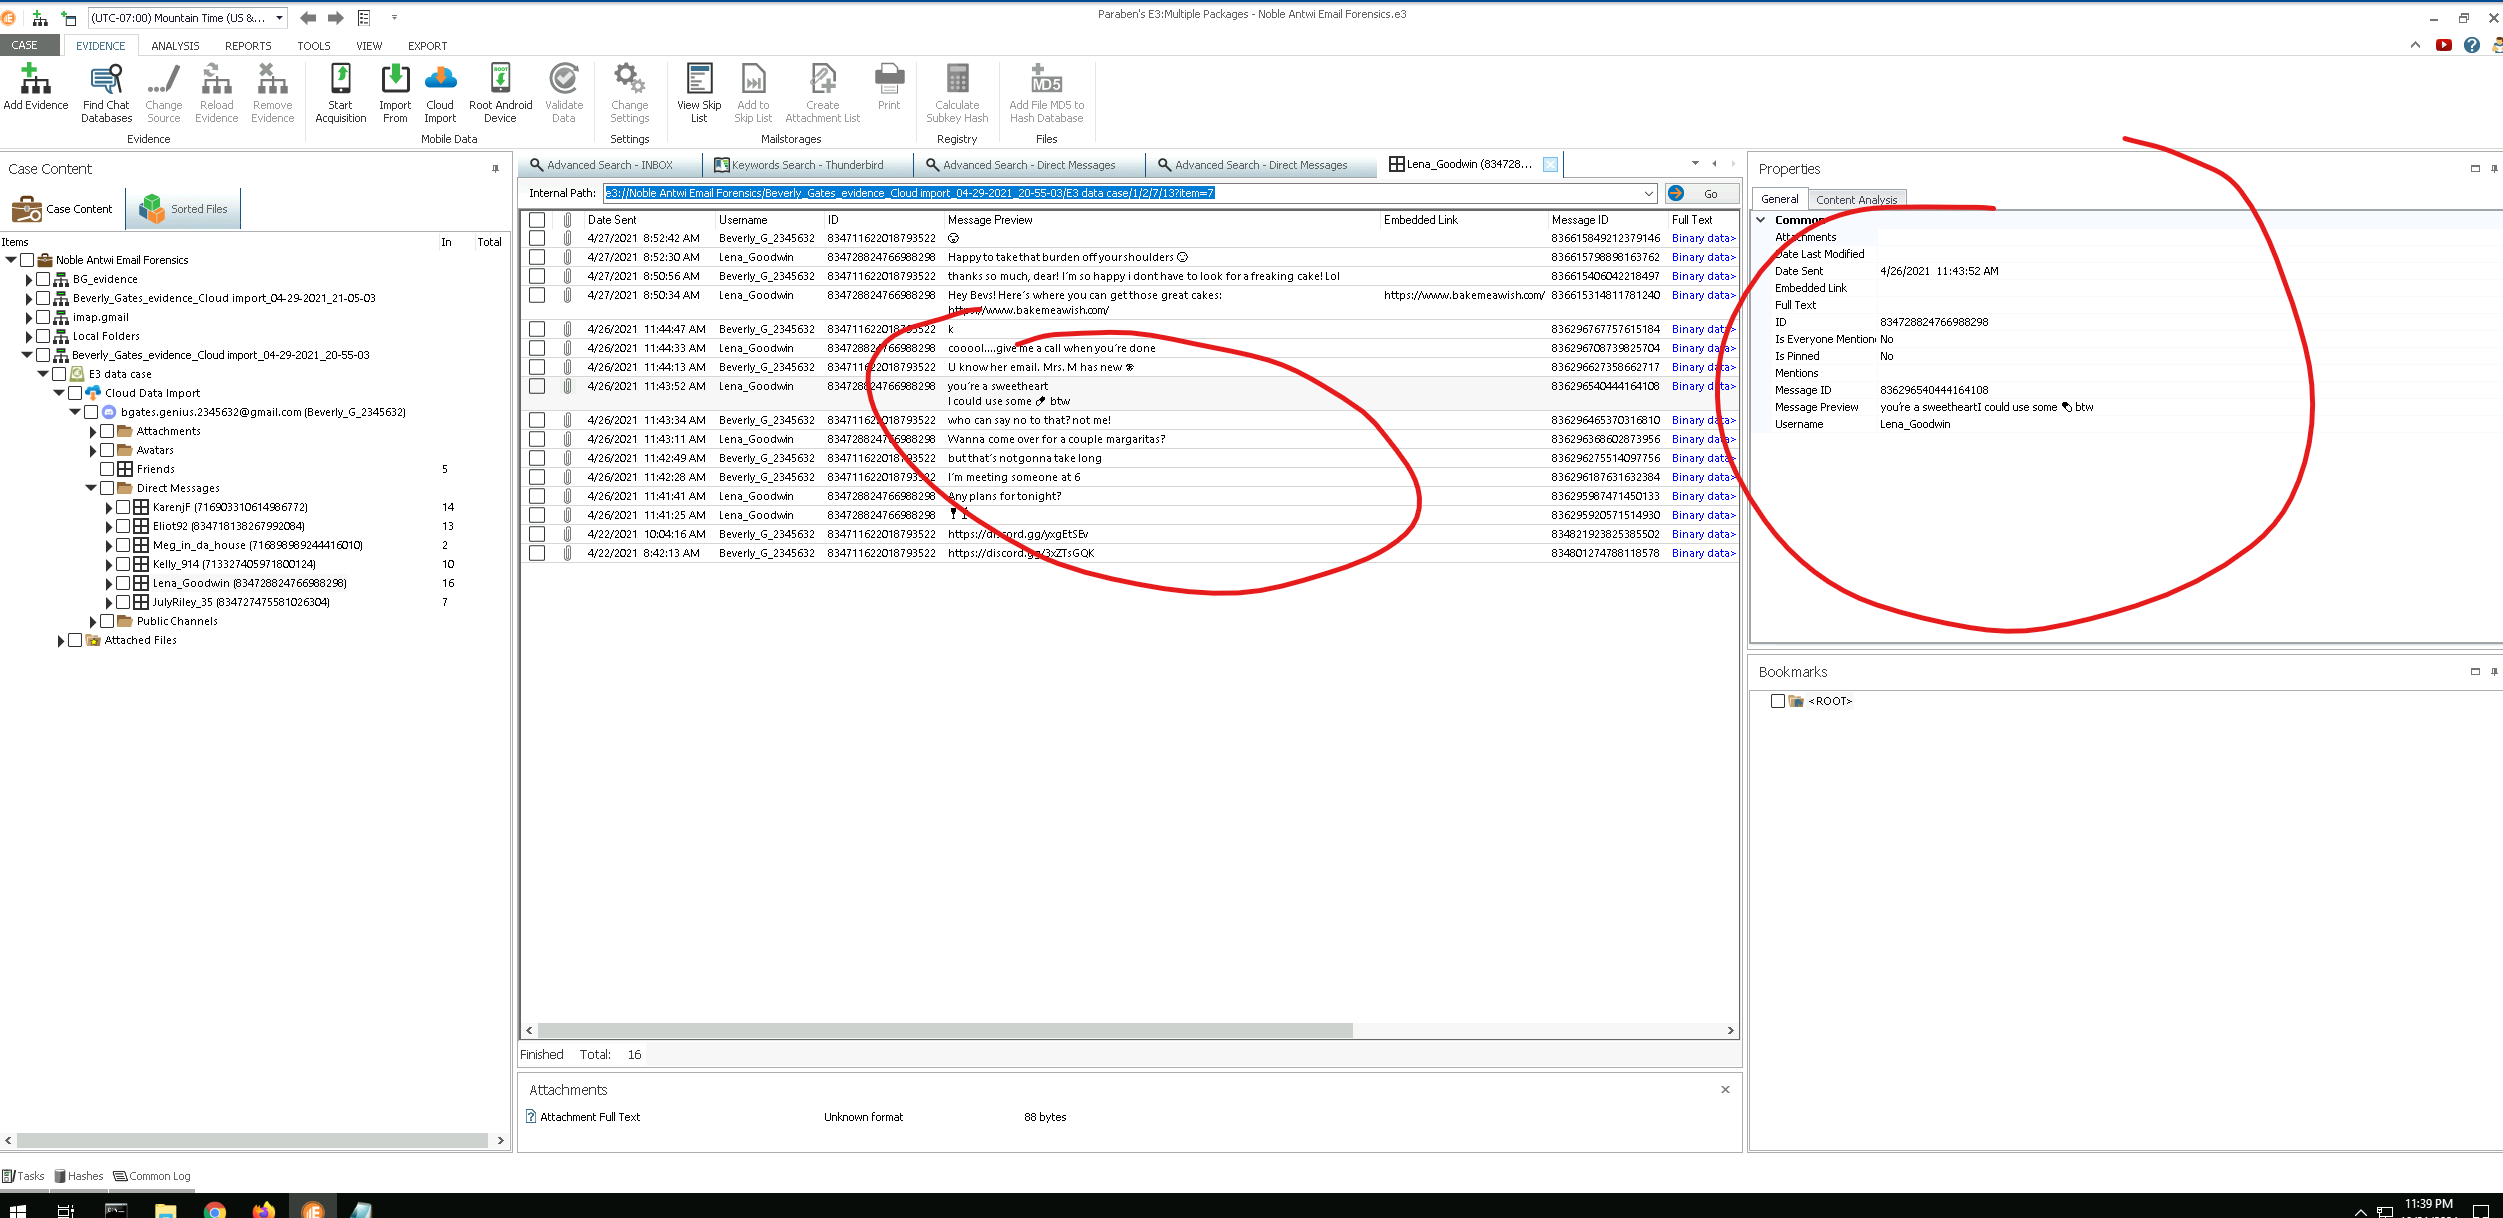 (UTC-07:00) Mountain Time (US &...
Paraben's E3:Multiple Packages - Noble Antwi Email Forensics.e3
CASE EVIDENCE ANALYSIS REPORTS TOOLS VIEW EXPORT
Add Evidence
Find Chat Databases
Change Source
Reload Evidence
Remove Evidence
Start Acquisition
Import From
Cloud Import
Root Android Device
Validate Data
Change Settings
View Skip List
Add to Skip List
Create Attachment List
Print
Calculate Subkey Hash
Add File MD5 to Hash Database
Evidence Mobile Data Settings Mailstorages Registry Files
Case Content
Case Content Sorted Files
Items In Total
Noble Antwi Email Forensics
BG_evidence
Beverly_Gates_evidence_Cloud import_04-29-2021_21-05-03
imap.gmail
Local Folders
Beverly_Gates_evidence_Cloud import_04-29-2021_20-55-03
E3 data case
Cloud Data Import
bgates.genius.2345632@gmail.com (Beverly_G_2345632)
Attachments
Avatars
Friends 5
Direct Messages
KarenjF (716903310614986772) 14
Eliot92 (834718138267992084) 13
Meg_in_da_house (716898989244416010) 2
Kelly_914 (713327405971800124) 10
Lena_Goodwin (834728824766988298) 16
JulyRiley_35 (834727475581026304) 7
Public Channels
Attached Files
Advanced Search - INBOX Keywords Search - Thunderbird Advanced Search - Direct Messages Advanced Search - Direct Messages Lena_Goodwin (834728...
Internal Path: e3://Noble Antwi Email Forensics/Beverly_Gates_evidence_Cloud import_04-29-2021_20-55-03/E3 data case/1/2/7/13?item=7 Go
Date Sent Username ID Message Preview Embedded Link Message ID Full Text
4/27/2021 8:52:42 AM Beverly_G_2345632 834711622018793522 836615849212379146 Binary data>
4/27/2021 8:52:30 AM Lena_Goodwin 834728824766988298 Happy to take that burden off your shoulders 836615798898163762 Binary data>
4/27/2021 8:50:56 AM Beverly_G_2345632 834711622018793522 thanks so much, dear! I´m so happy i dont have to look for a freaking cake! Lol 836615406042218497 Binary data>
4/27/2021 8:50:34 AM Lena_Goodwin 834728824766988298 Hey Bevs! Here´s where you can get those great cakes: https://www.bakemeawish.com/ 836615314811781240 Binary data>
https://www.bakemeawish.com/
4/26/2021 11:44:47 AM Beverly_G_2345632 834711622018793522 k 836296767757615184 Binary data>
4/26/2021 11:44:33 AM Lena_Goodwin 834728824766988298 cooool....give me a call when you´re done 836296708739825704 Binary data>
4/26/2021 11:44:13 AM Beverly_G_2345632 834711622018793522 U know her email. Mrs. M has new 836296627358662717 Binary data>
4/26/2021 11:43:52 AM Lena_Goodwin 834728824766988298 you´re a sweetheart 836296540444164108 Binary data>
I could use some btw
4/26/2021 11:43:34 AM Beverly_G_2345632 834711622018793522 who can say no to that? not me! 836296465370316810 Binary data>
4/26/2021 11:43:11 AM Lena_Goodwin 834728824766988298 Wanna come over for a couple margaritas? 836296368602873956 Binary data>
4/26/2021 11:42:49 AM Beverly_G_2345632 834711622018793522 but that´s not gonna take long 836296275514097756 Binary data>
4/26/2021 11:42:28 AM Beverly_G_2345632 834711622018793522 I´m meeting someone at 6 836296187631632384 Binary data>
4/26/2021 11:41:41 AM Lena_Goodwin 834728824766988298 Any plans for tonight? 836295987471450133 Binary data>
4/26/2021 11:41:25 AM Lena_Goodwin 834728824766988298 836295920571514930 Binary data>
4/22/2021 10:04:16 AM Beverly_G_2345632 834711622018793522 https://discord.gg/yxgEtSEv 834821923825385502 Binary data>
4/22/2021 8:42:13 AM Beverly_G_2345632 834711622018793522 https://discord.gg/3xZTsGQK 834801274788118578 Binary data>
Finished Total: 16
Attachments
Attachment Full Text Unknown format 88 bytes
Properties
General Content Analysis
Common
Attachments
Date Last Modified
Date Sent 4/26/2021 11:43:52 AM
Embedded Link
Full Text
ID 834728824766988298
Is Everyone Mention No
Is Pinned No
Mentions
Message ID 836296540444164108
Message Preview you´re a sweetheartI could use some btw
Username Lena_Goodwin
Bookmarks
<ROOT>
Tasks Hashes Common Log
11:39 PM